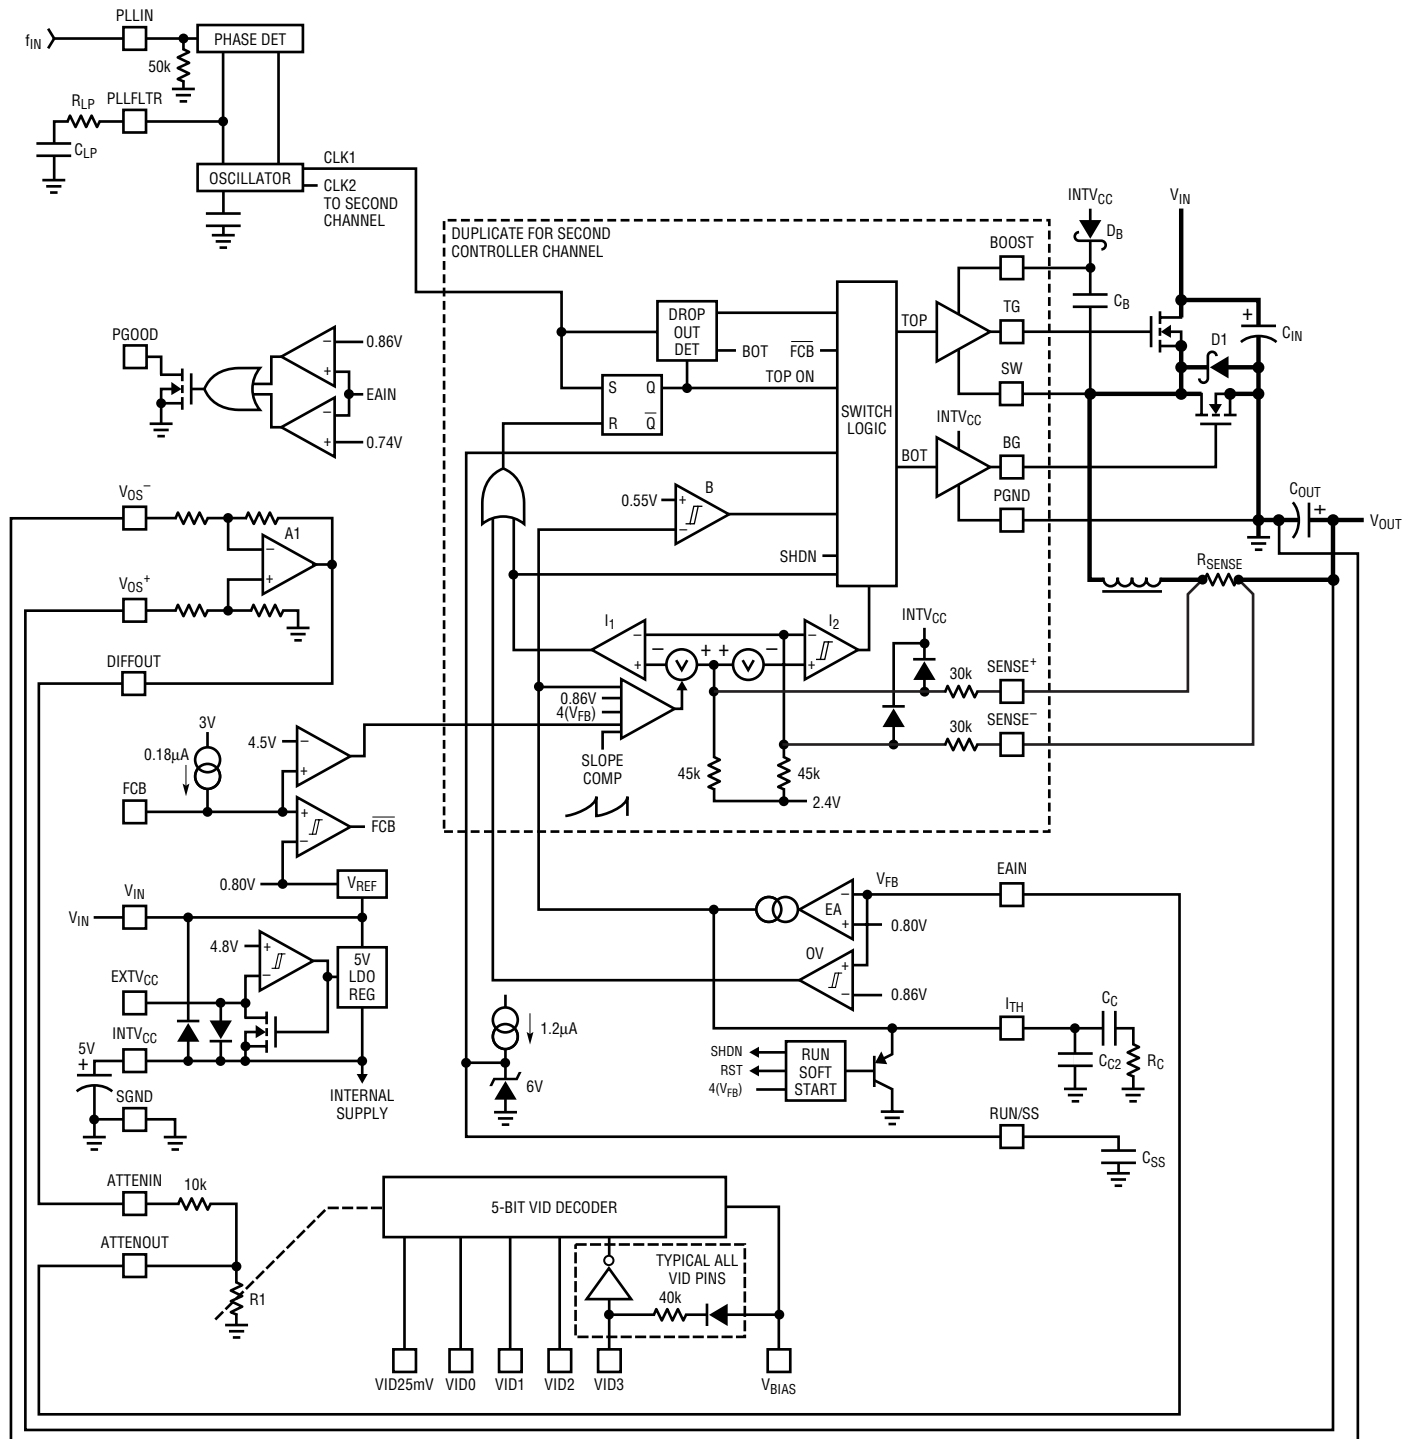 PLLIN
fIN
PHASE DET
50k
RLP
PLLFLTR
CLP
OSCILLATOR
CLK1
CLK2
TO SECOND
CHANNEL
DUPLICATE FOR SECOND
CONTROLLER CHANNEL
INTVCC
VIN
DB
BOOST
CB
TG
TOP
SW
D1
+
CIN
DROP
OUT
DET
BOT
FCB
TOP ON
S
Q
R
Q
SWITCH
LOGIC
INTVCC
BOT
BG
PGND
COUT
+
VOUT
PGOOD
−
0.86V
+
EAIN
−
+
0.74V
VOS−
A1
−
+
VOS+
DIFFOUT
0.55V
+
−
B
SHDN
RSENSE
I1
−
+
− + + −
V
V
I2
−
+
INTVCC
30k
SENSE+
30k
SENSE−
0.86V
4(VFB)
SLOPE
COMP
45k
45k
2.4V
3V
0.18µA
4.5V
−
+
FCB
+
−
FCB
0.80V
VREF
VIN
VIN
4.8V
+
−
5V
LDO
REG
EXTVCC
INTVCC
5V
+
SGND
INTERNAL
SUPPLY
VFB
EAIN
−
EA
+
0.80V
OV
+
−
0.86V
1.2µA
6V
ITH
CC
CC2
RC
SHDN
RST
4(VFB)
RUN
SOFT
START
RUN/SS
CSS
ATTENIN
10k
5-BIT VID DECODER
ATTENOUT
R1
TYPICAL ALL
VID PINS
40k
VID25mV
VID0
VID1
VID2
VID3
VBIAS